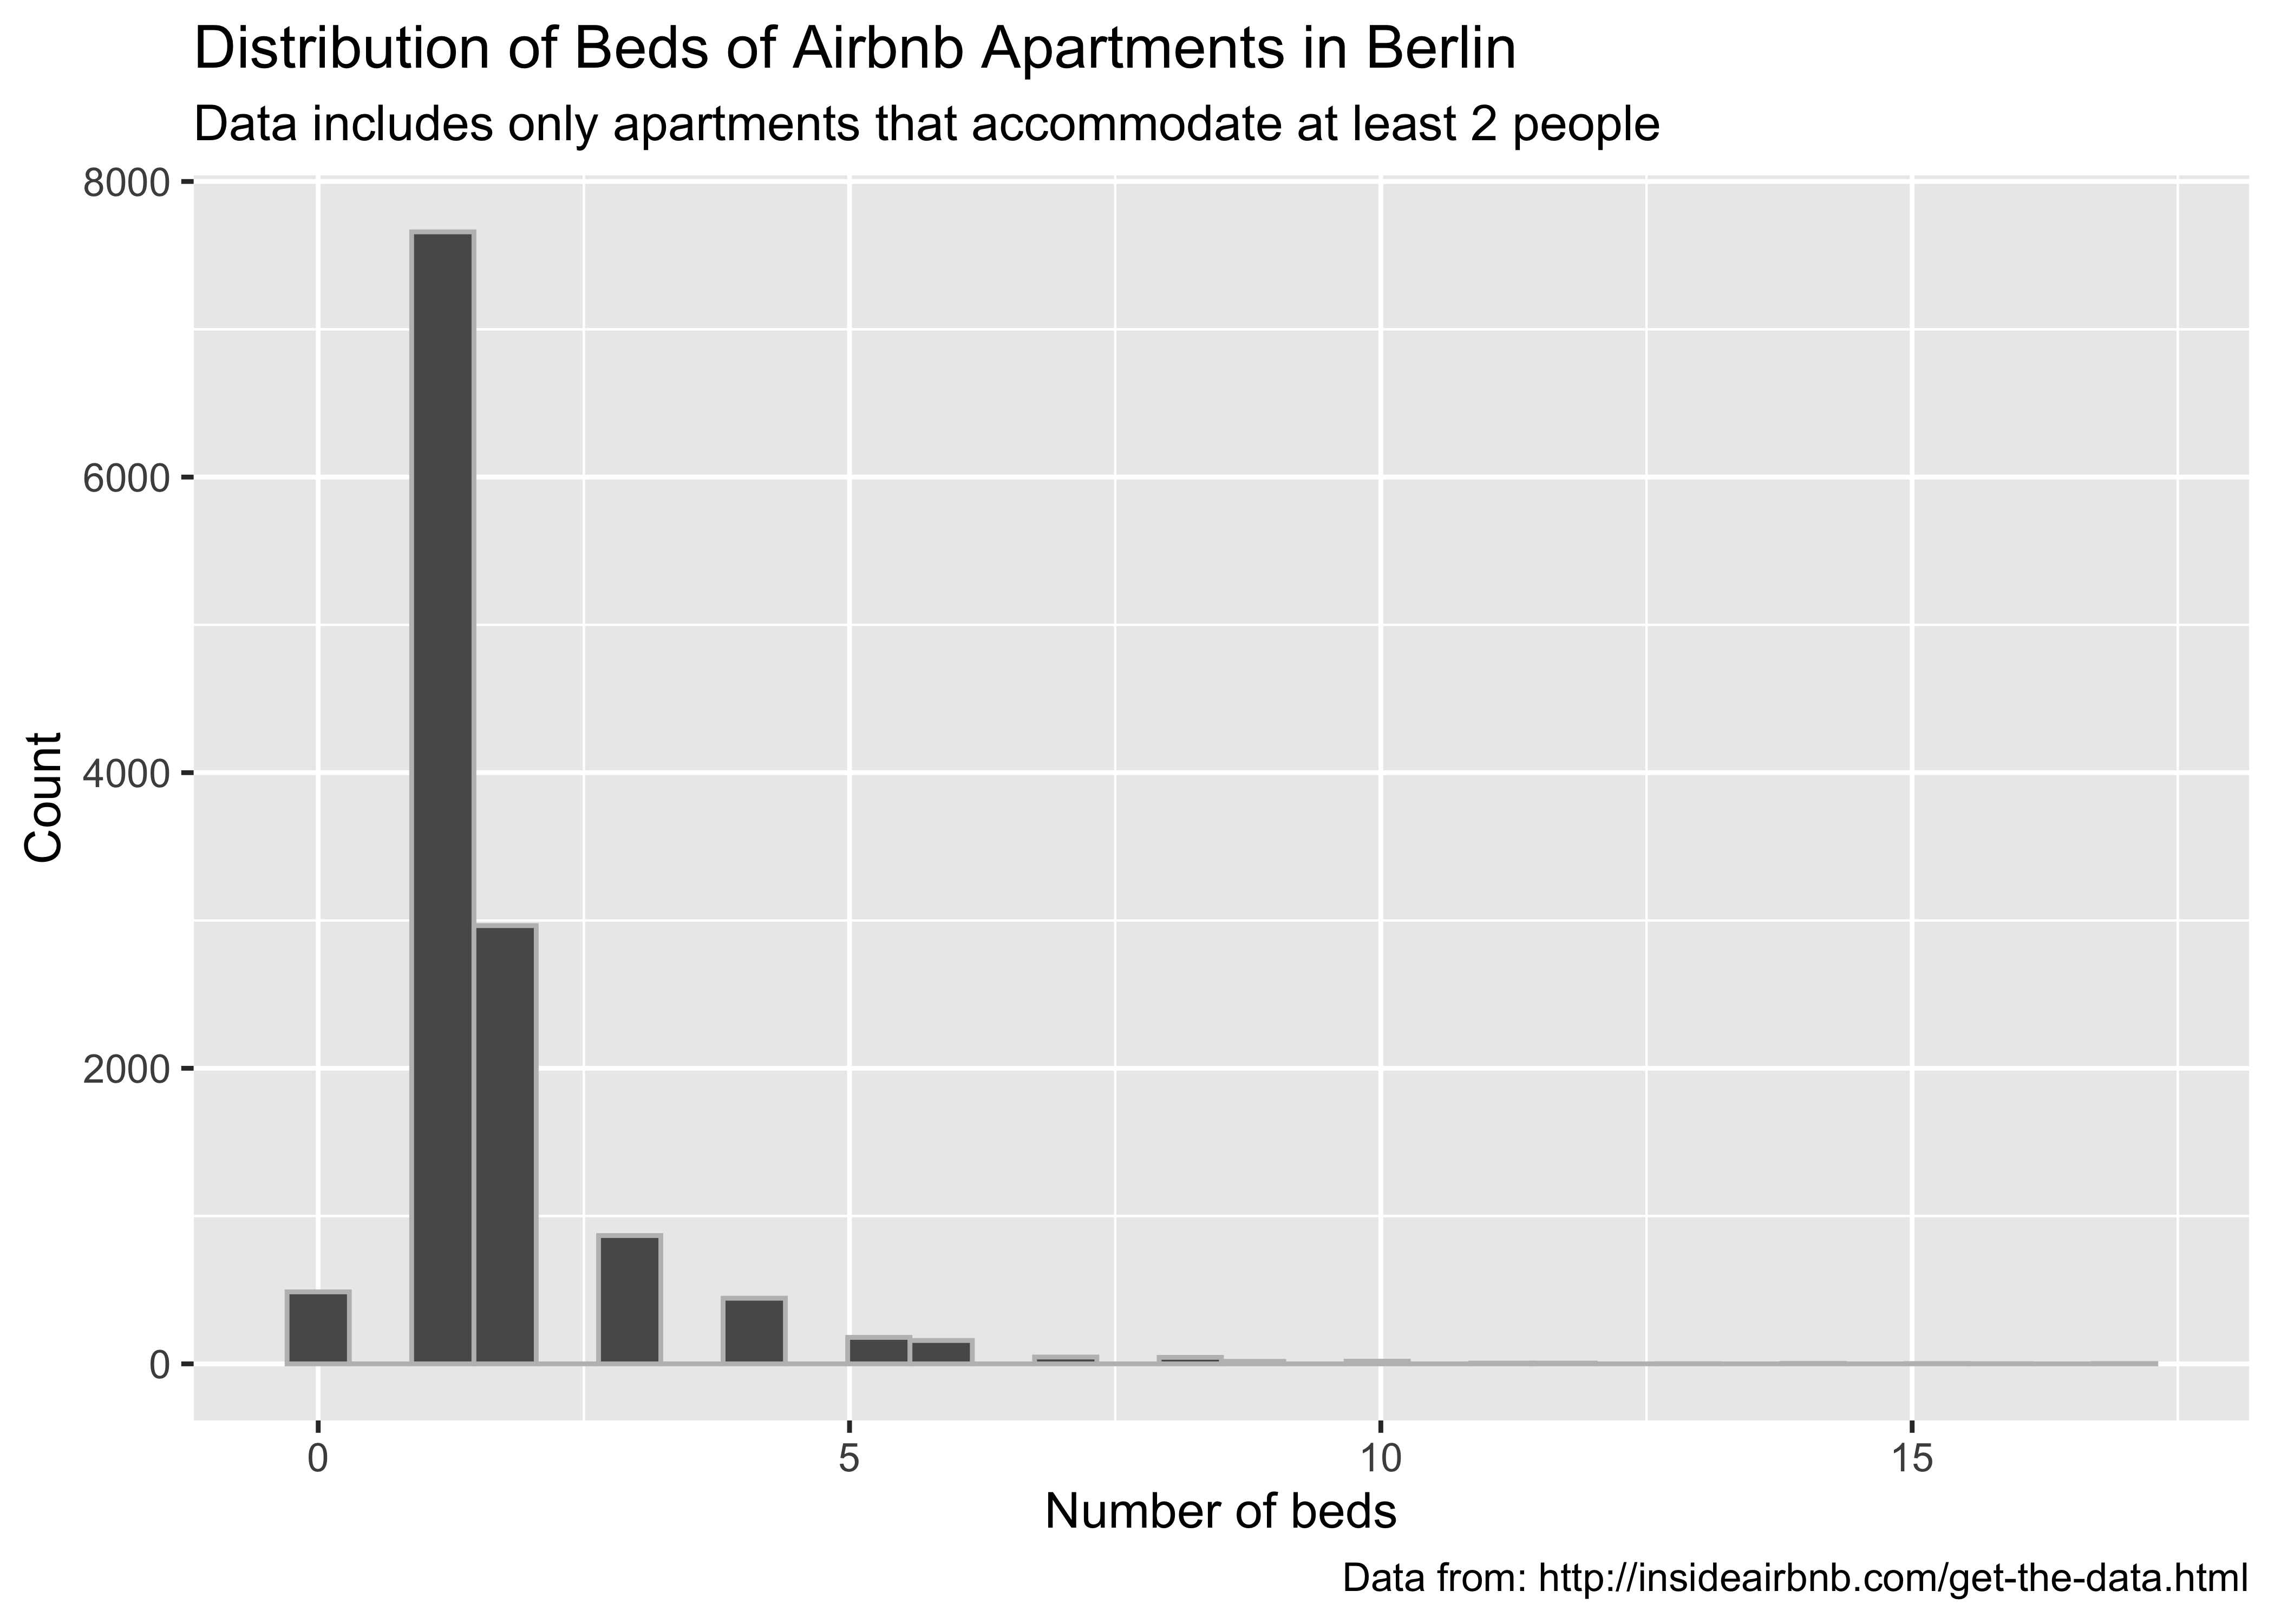 Distribution of Beds of Airbnb Apartments in Berlin
Data includes only apartments that accommodate at least 2 people
8000
6000
4000
2000
0
Count
0 5 10 15
Number of beds
Data from: http://insideairbnb.com/get-the-data.html